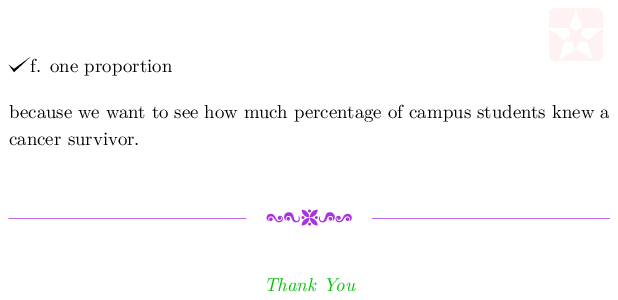 ✓f. one proportion
because we want to see how much percentage of campus students knew a
cancer survivor.
Thank You